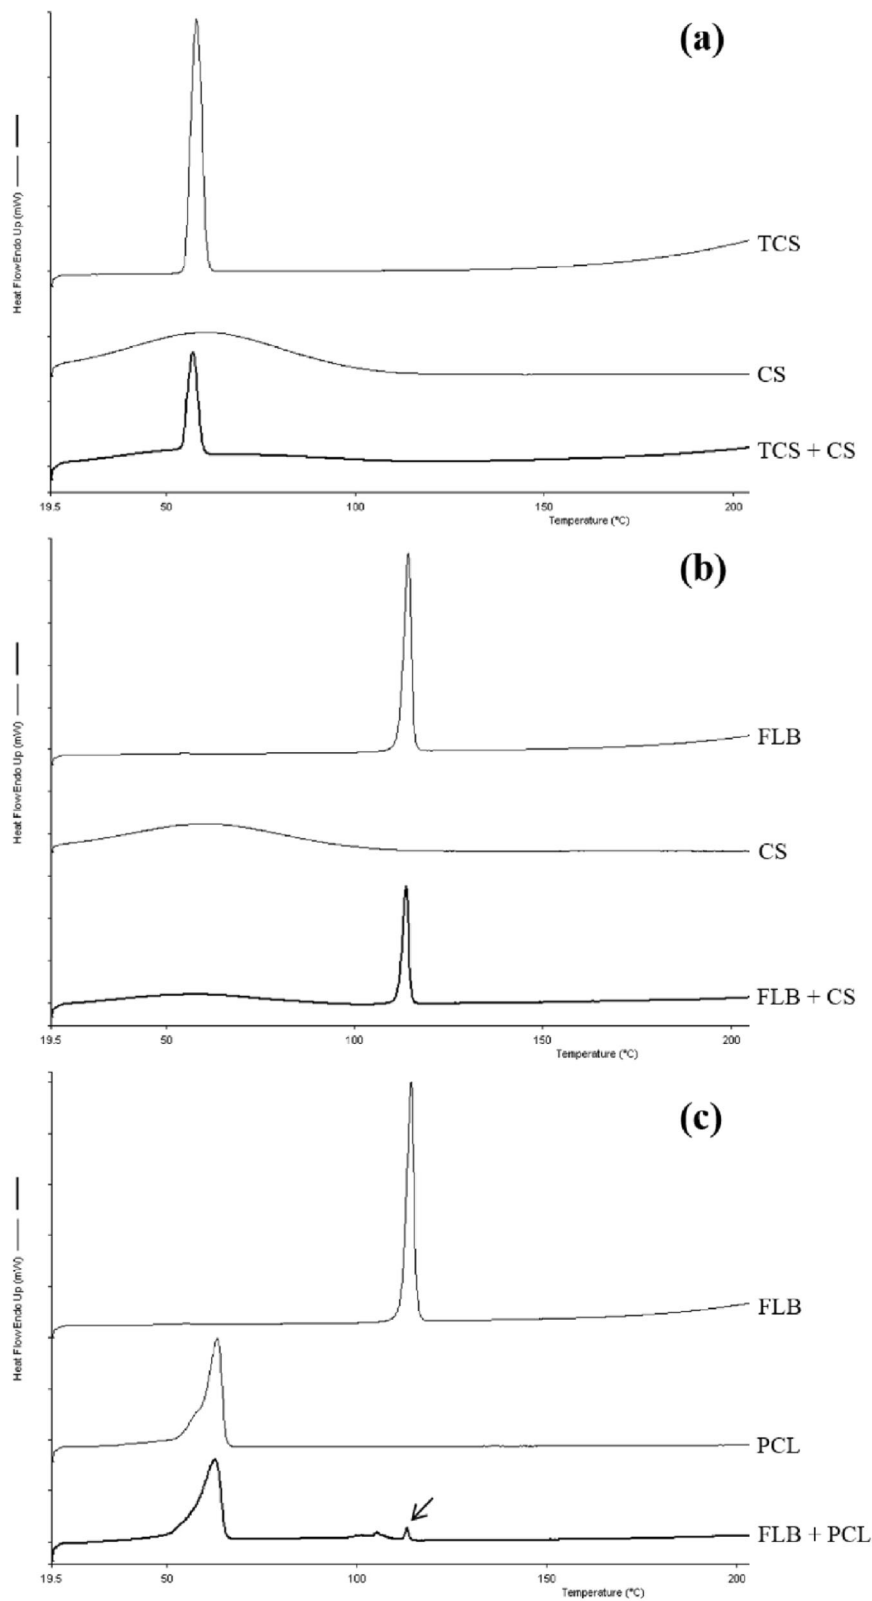 (a)
Heat Flow Endo Up (mW)
TCS
CS
TCS + CS
19.5 50 100 150 200
Temperature (°C)
(b)
Heat Flow Endo Up (mW)
FLB
CS
FLB + CS
19.5 50 100 150 200
Temperature (°C)
(c)
Heat Flow Endo Up (mW)
FLB
PCL
FLB + PCL
19.5 50 100 150 200
Temperature (°C)